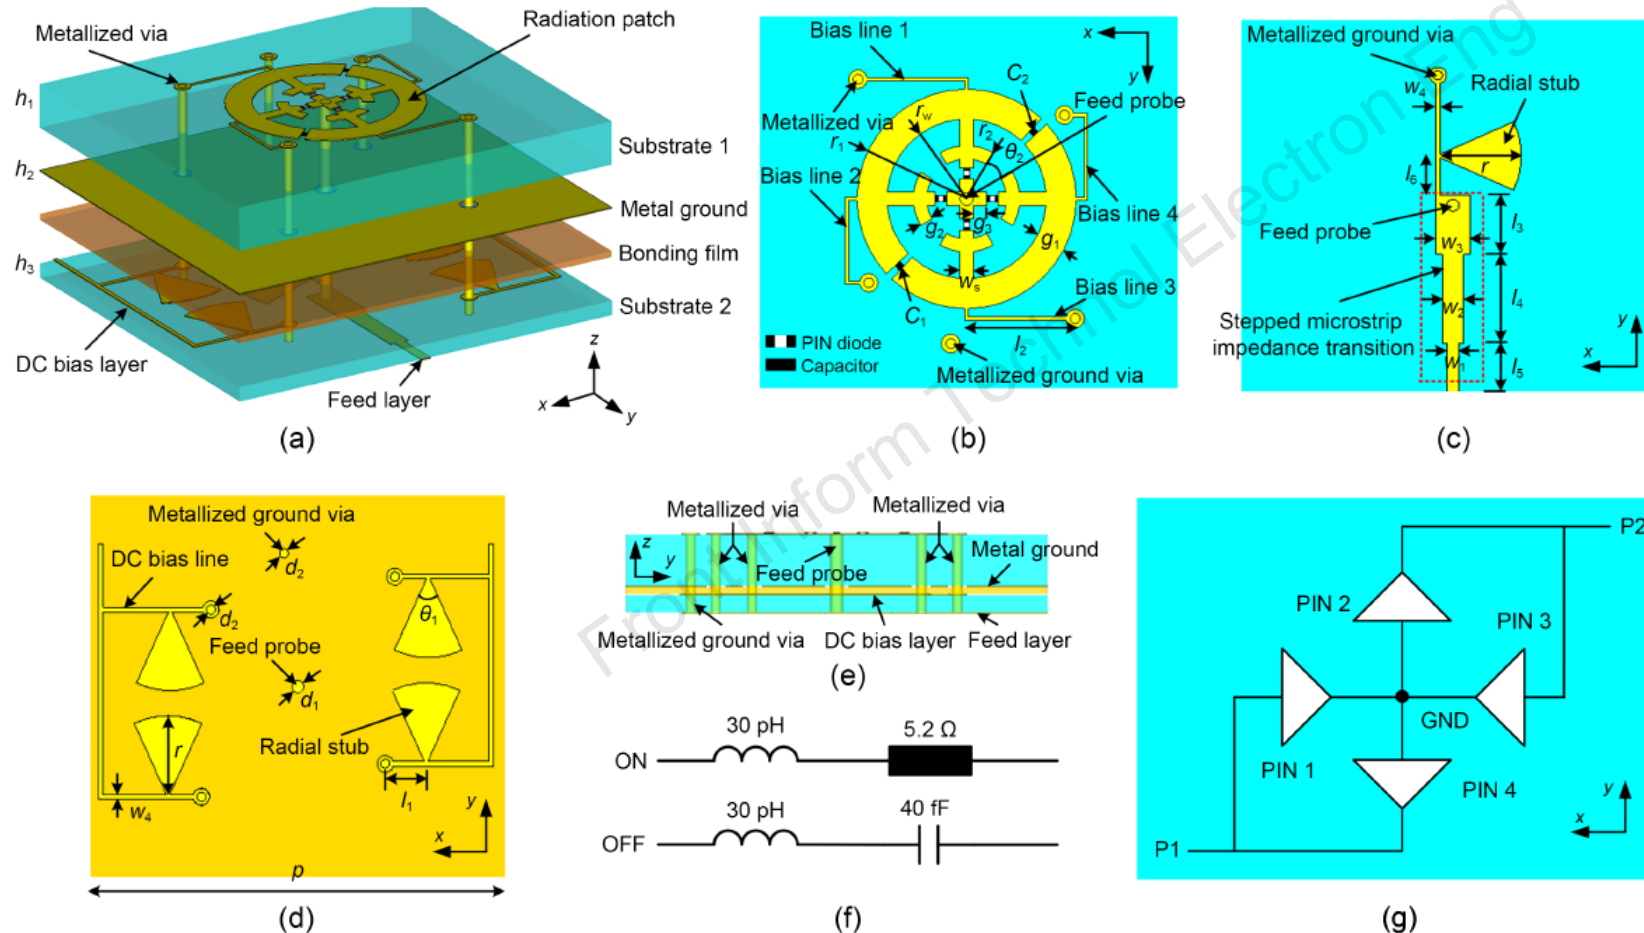 Metallized via
Radiation patch
h1
h2
h3
Substrate 1
Metal ground
Bonding film
Substrate 2
DC bias layer
Feed layer
z
x
y
(a)
Bias line 1
x
y
C2
Feed probe
Metallized via
rw
r1
r2
θ2
Bias line 2
Bias line 4
g2
g3
g1
ws
Bias line 3
C1
l2
PIN diode
Capacitor
Metallized ground via
(b)
Metallized ground via
w4
Radial stub
r
l6
Feed probe
w3
l3
l4
w2
Stepped microstrip
impedance transition
w1
l5
y
x
(c)
Metallized ground via
d2
DC bias line
d2
θ1
Feed probe
d1
r
Radial stub
w4
l1
y
x
p
(d)
Metallized via
Metallized via
z
y
Metal ground
Feed probe
Metallized ground via
DC bias layer
Feed layer
(e)
30 pH
5.2 Ω
ON
30 pH
40 fF
OFF
(f)
P2
PIN 2
PIN 3
GND
PIN 1
PIN 4
P1
y
x
(g)
Front Inform Technol Electron Eng